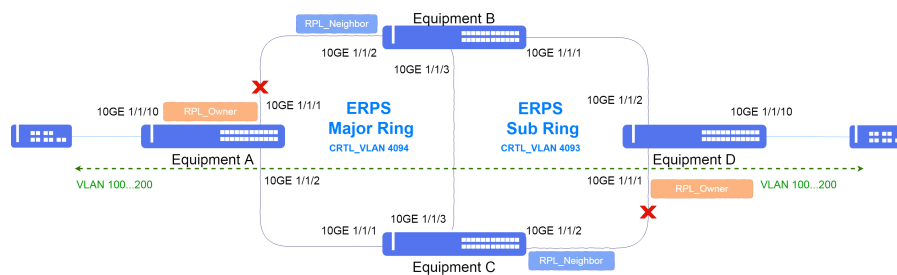 Equipment B
RPL_Neighbor
10GE 1/1/2
10GE 1/1/1
10GE 1/1/3
10GE 1/1/10
RPL_Owner
10GE 1/1/1
ERPS
Major Ring
CRTL_VLAN 4094
ERPS
Sub Ring
CRTL_VLAN 4093
10GE 1/1/2
10GE 1/1/10
Equipment A
Equipment D
VLAN 100...200
10GE 1/1/2
10GE 1/1/1
RPL_Owner
VLAN 100...200
10GE 1/1/3
10GE 1/1/1
10GE 1/1/2
Equipment C
RPL_Neighbor